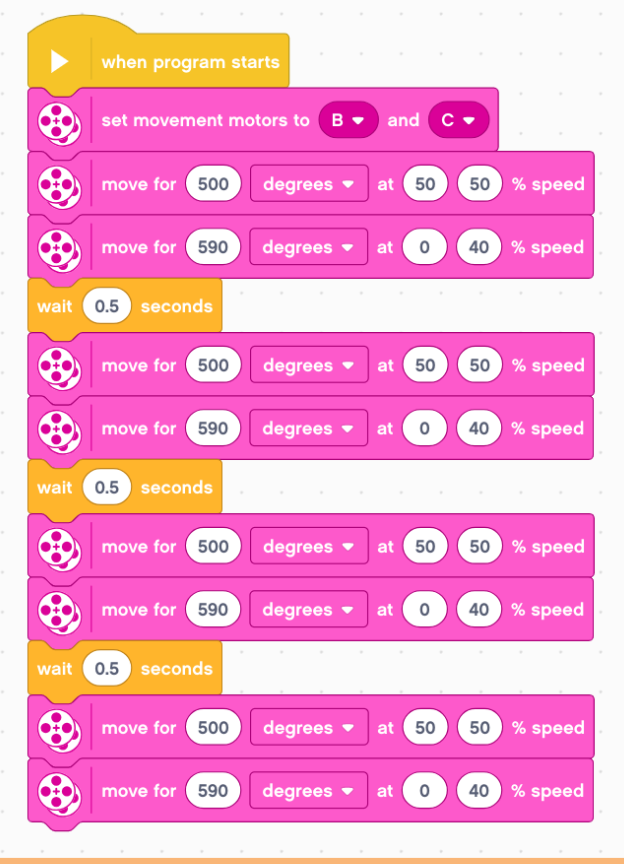 when program starts
set movement motors to B and C
move for 500 degrees at 50 50 % speed
move for 590 degrees at 0 40 % speed
wait 0.5 seconds
move for 500 degrees at 50 50 % speed
move for 590 degrees at 0 40 % speed
wait 0.5 seconds
move for 500 degrees at 50 50 % speed
move for 590 degrees at 0 40 % speed
wait 0.5 seconds
move for 500 degrees at 50 50 % speed
move for 590 degrees at 0 40 % speed